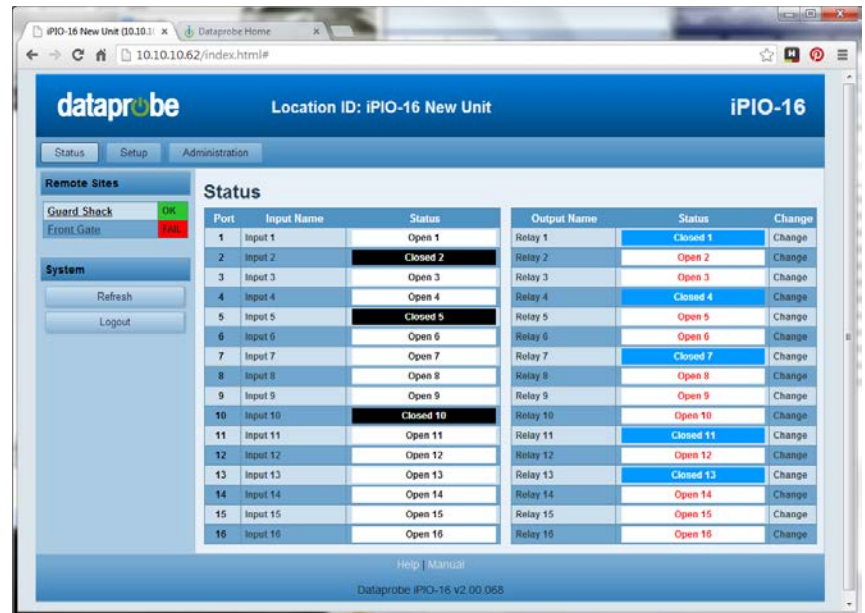 iPIO-16 New Unit (10.10.1
Dataprobe Home
10.10.10.62/index.html#
dataprobe
Location ID: iPIO-16 New Unit
iPIO-16
Status Setup Administration
Remote Sites
Guard Shack OK
Front Gate FAIL
System
Refresh
Logout
Status
Port Input Name Status Output Name Status Change
1 Input 1 Open 1 Relay 1 Closed 1 Change
2 Input 2 Closed 2 Relay 2 Open 2 Change
3 Input 3 Open 3 Relay 3 Open 3 Change
4 Input 4 Open 4 Relay 4 Closed 4 Change
5 Input 5 Closed 5 Relay 5 Open 5 Change
6 Input 6 Open 6 Relay 6 Open 6 Change
7 Input 7 Open 7 Relay 7 Closed 7 Change
8 Input 8 Open 8 Relay 8 Open 8 Change
9 Input 9 Open 9 Relay 9 Open 9 Change
10 Input 10 Closed 10 Relay 10 Open 10 Change
11 Input 11 Open 11 Relay 11 Closed 11 Change
12 Input 12 Open 12 Relay 12 Open 12 Change
13 Input 13 Open 13 Relay 13 Closed 13 Change
14 Input 14 Open 14 Relay 14 Open 14 Change
15 Input 15 Open 15 Relay 15 Open 15 Change
16 Input 16 Open 16 Relay 16 Open 16 Change
Help | Manual
Dataprobe iPIO-16 v2.00.068